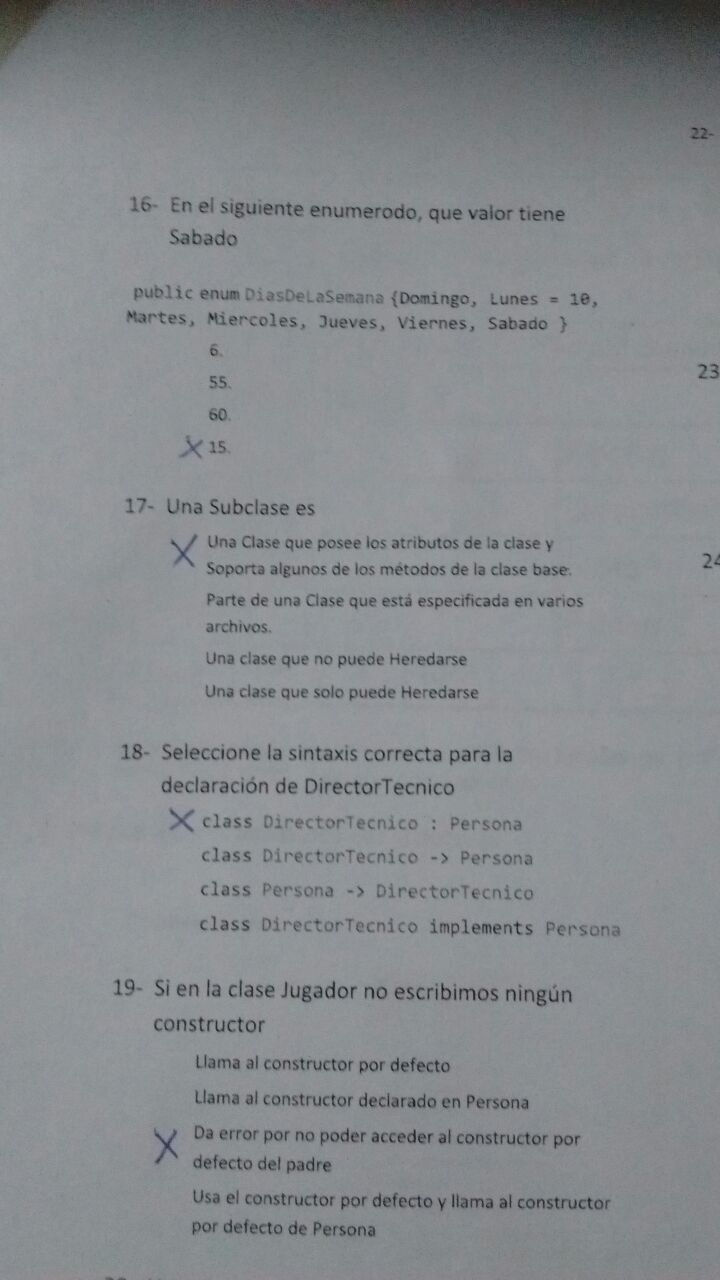 22-
16- En el siguiente enumerodo, que valor tiene
Sabado
public enum DiasDeLaSemana {Domingo, Lunes = 10,
Martes, Miercoles, Jueves, Viernes, Sabado }
6.
55.
60.
X 15.
23
17- Una Subclase es
X Una Clase que posee los atributos de la clase y
Soporta algunos de los métodos de la clase base.
Parte de una Clase que está especificada en varios
archivos.
Una clase que no puede Heredarse
Una clase que solo puede Heredarse
24
18- Seleccione la sintaxis correcta para la
declaración de DirectorTecnico
X class DirectorTecnico : Persona
class DirectorTecnico -> Persona
class Persona -> DirectorTecnico
class DirectorTecnico implements Persona
19- Si en la clase Jugador no escribimos ningún
constructor
Llama al constructor por defecto
Llama al constructor declarado en Persona
X Da error por no poder acceder al constructor por
defecto del padre
Usa el constructor por defecto y llama al constructor
por defecto de Persona